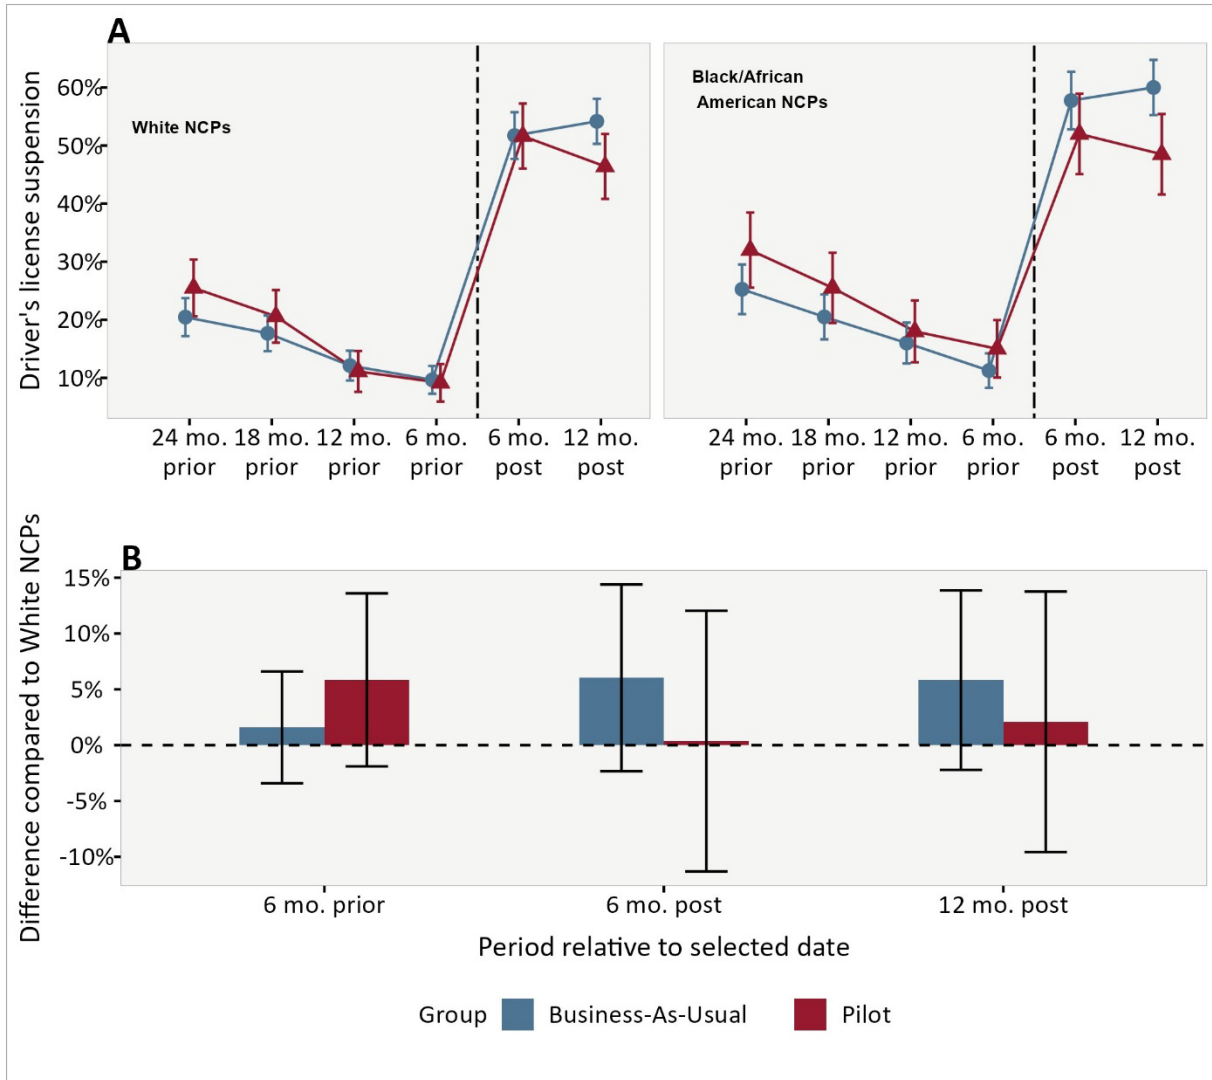 A
Driver's license suspension
60%
50%
40%
30%
20%
10%
White NCPs
Black/African
American NCPs
24 mo. 18 mo. 12 mo. 6 mo. 6 mo. 12 mo.
prior prior prior prior post post
24 mo. 18 mo. 12 mo. 6 mo. 6 mo. 12 mo.
prior prior prior prior post post
B
Difference compared to White NCPs
15%
10%
5%
0%
-5%
-10%
6 mo. prior 6 mo. post 12 mo. post
Period relative to selected date
Group Business-As-Usual Pilot